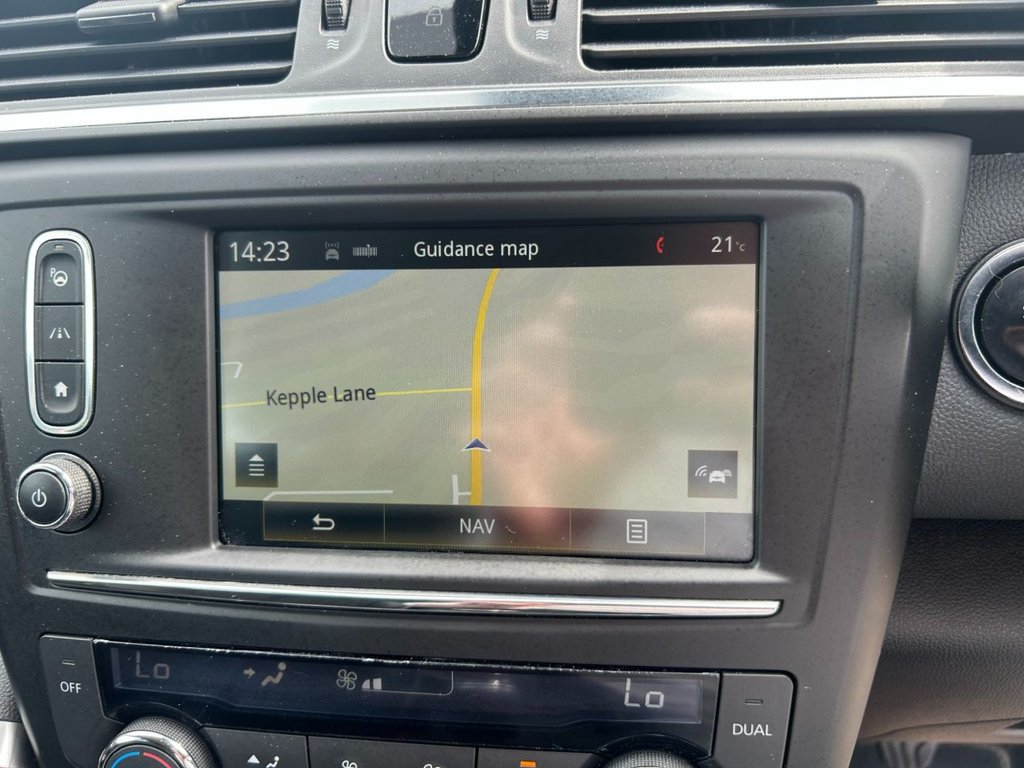 14:23 Guidance map 21°C
Kepple Lane
NAV
P
Lo Lo
OFF
DUAL